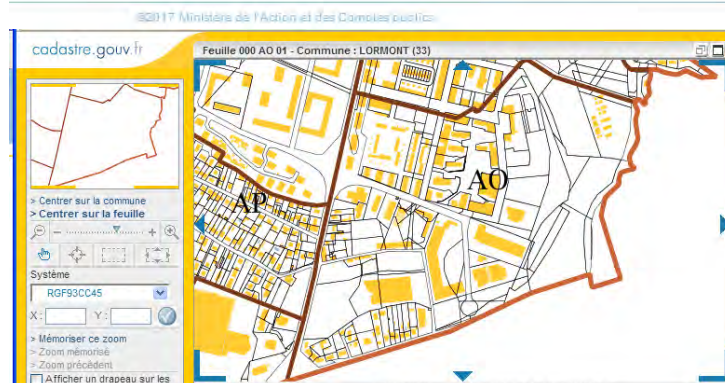 ©2017 Ministère de l'Action et des Comptes publics
cadastre.gouv.fr
Feuille 000 AO 01 - Commune : LORMONT (33)
AO
AP
> Centrer sur la commune
> Centrer sur la feuille
Système
RGF93CC45
X :
Y :
> Mémoriser ce zoom
> Zoom mémorisé
> Zoom précédent
Afficher un drapeau sur les